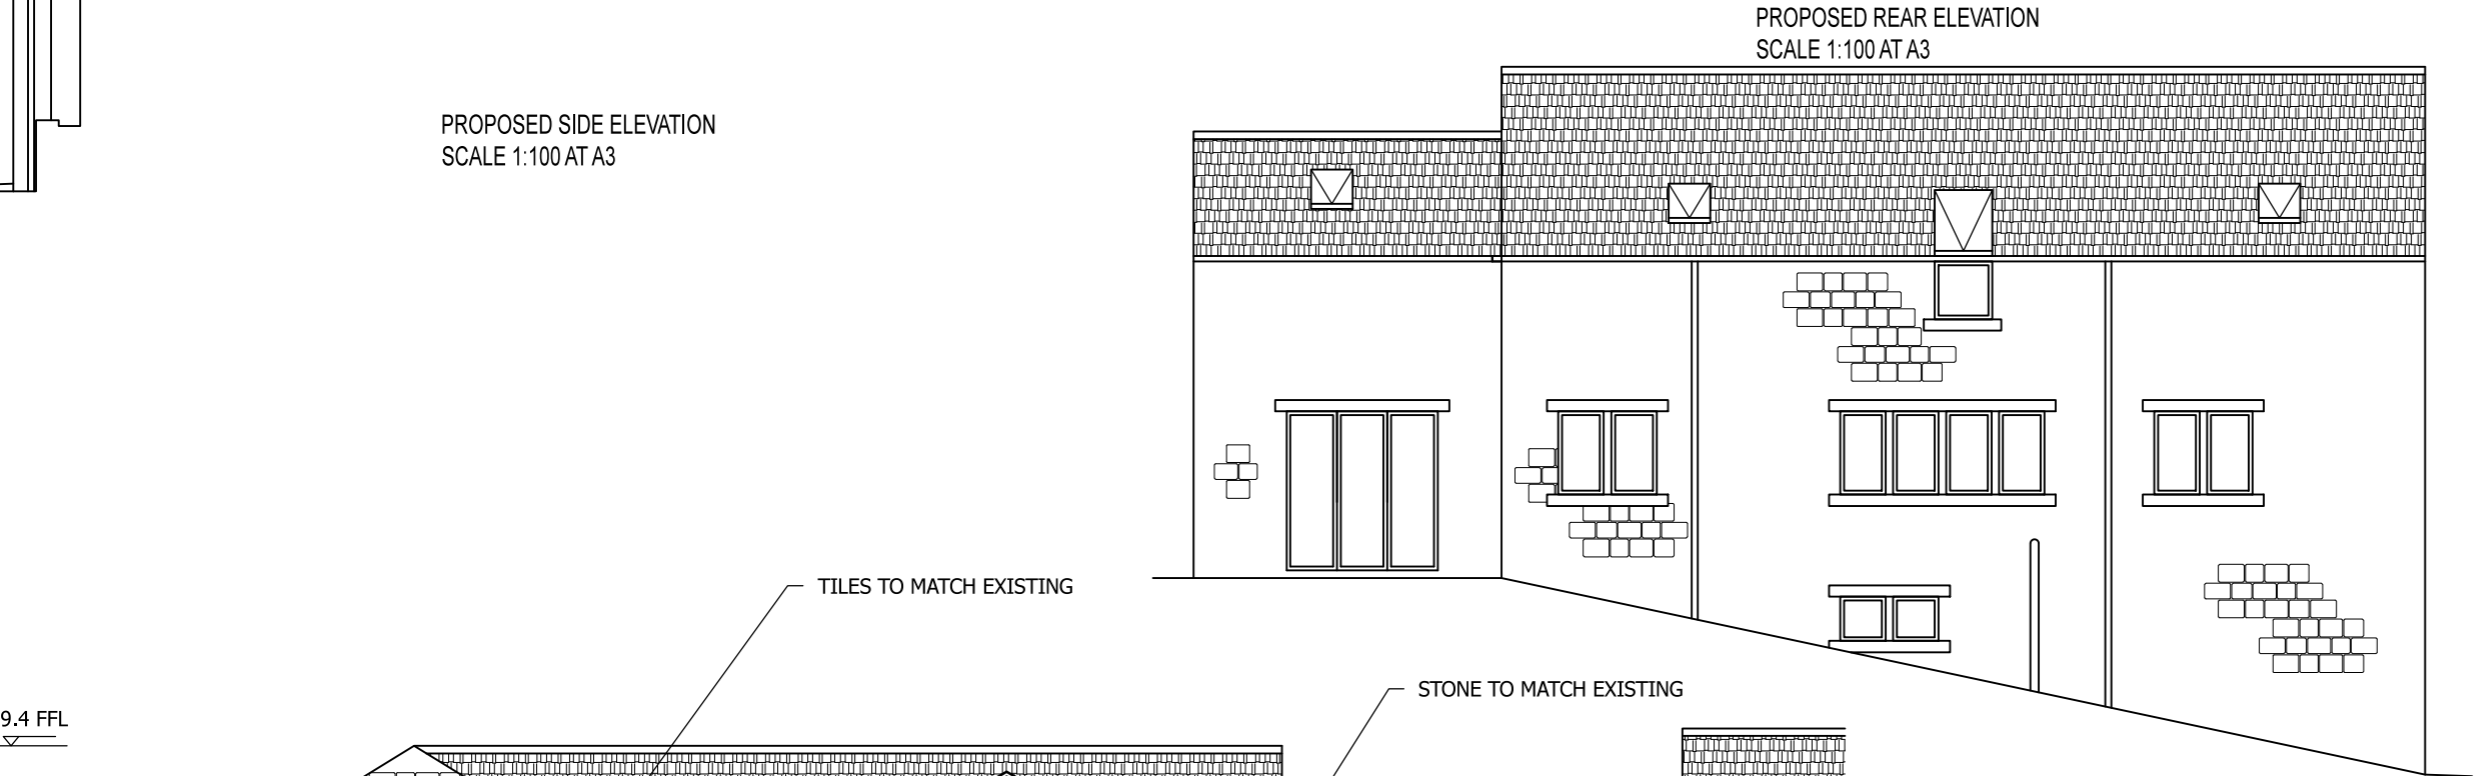 PROPOSED REAR ELEVATION
SCALE 1:100 AT A3
PROPOSED SIDE ELEVATION
SCALE 1:100 AT A3
TILES TO MATCH EXISTING
STONE TO MATCH EXISTING
9.4 FFL